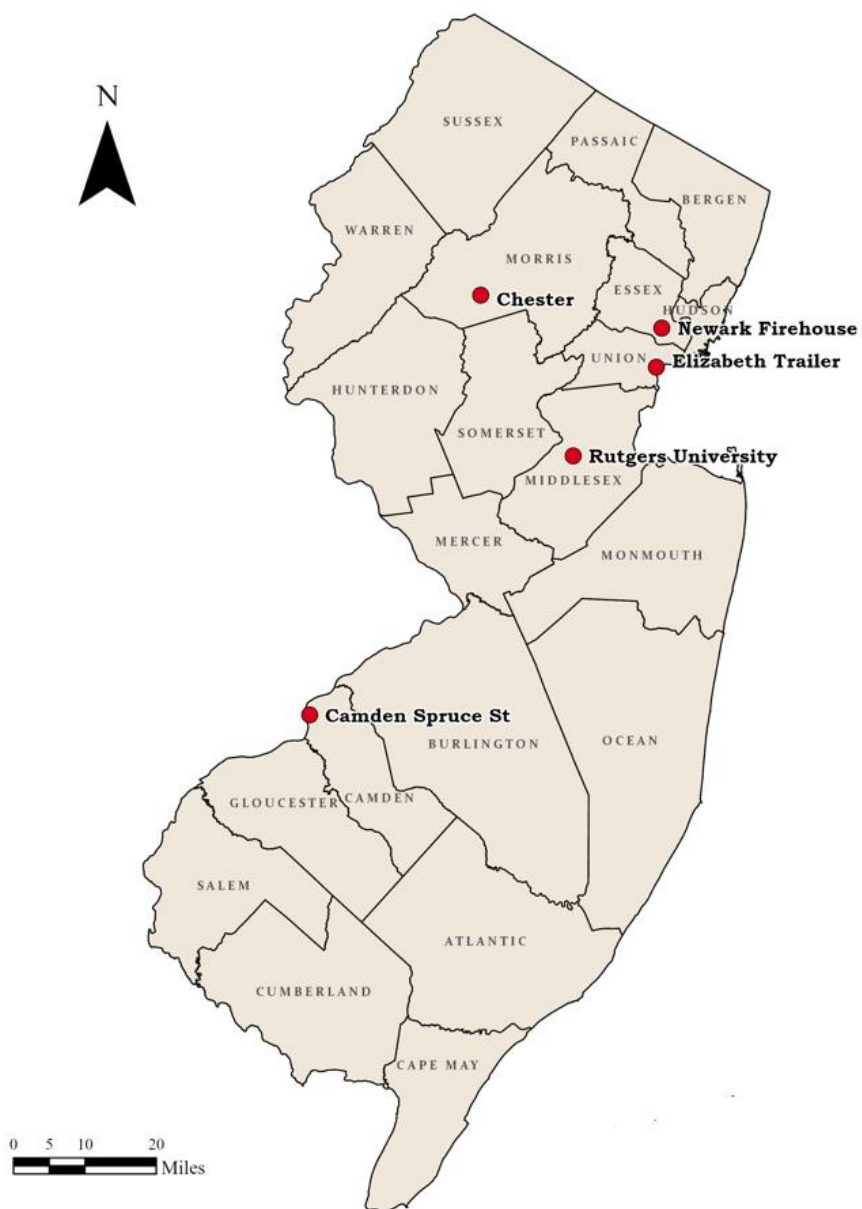 N
SUSSEX
PASSAIC
BERGEN
WARREN
MORRIS
ESSEX
Chester
HUDSON
Newark Firehouse
UNION
Elizabeth Trailer
HUNTERDON
SOMERSET
Rutgers University
MIDDLESEX
MERCER
MONMOUTH
Camden Spruce St
BURLINGTON
OCEAN
GLOUCESTER
CAMDEN
SALEM
ATLANTIC
CUMBERLAND
CAPE MAY
0 5 10 20
Miles